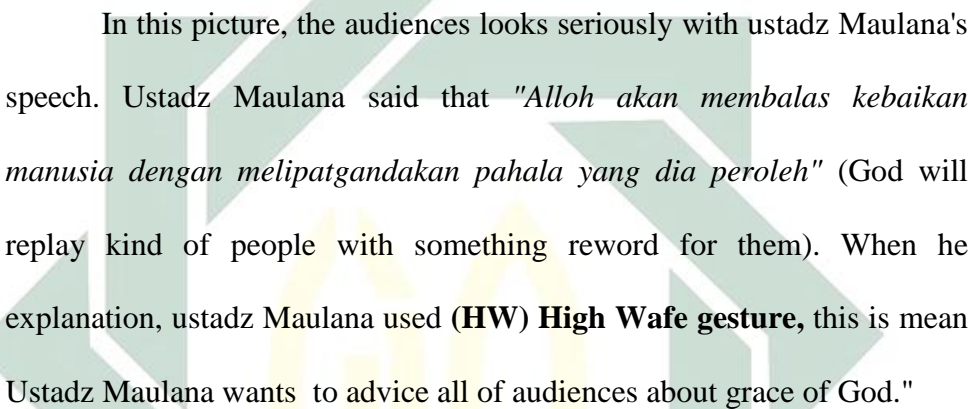 In this picture, the audiences looks seriously with ustadz Maulana's
speech. Ustadz Maulana said that "Alloh akan membalas kebaikan
manusia dengan melipatgandakan pahala yang dia peroleh" (God will
replay kind of people with something reword for them). When he
explanation, ustadz Maulana used (HW) High Wafe gesture, this is mean
Ustadz Maulana wants to advice all of audiences about grace of God."